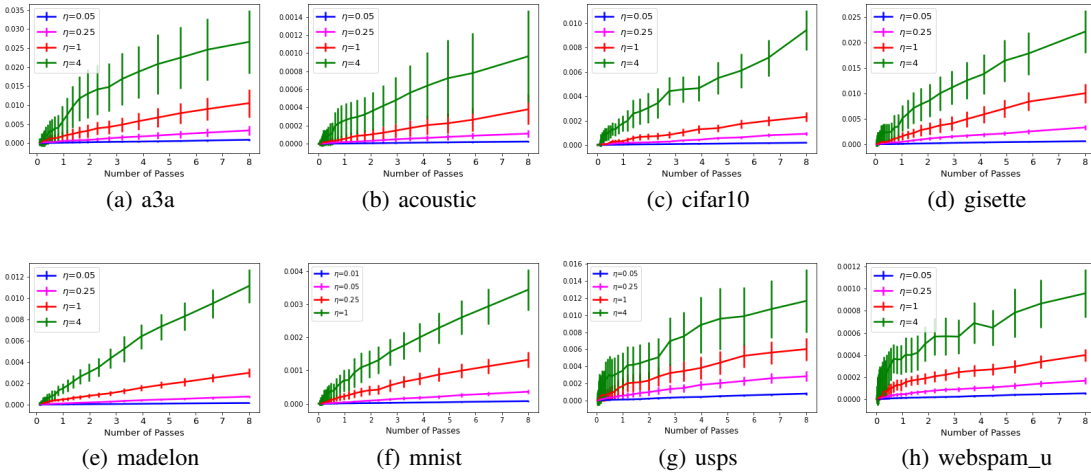 0.035
0.030
0.025
0.020
0.015
0.010
0.005
0.000
η=0.05
η=0.25
η=1
η=4
0 1 2 3 4 5 6 7 8
Number of Passes
(a) a3a
0.0014
0.0012
0.0010
0.0008
0.0006
0.0004
0.0002
0.0000
η=0.05
η=0.25
η=1
η=4
0 1 2 3 4 5 6 7 8
Number of Passes
(b) acoustic
0.010
0.008
0.006
0.004
0.002
0.000
η=0.05
η=0.25
η=1
η=4
0 1 2 3 4 5 6 7 8
Number of Passes
(c) cifar10
0.025
0.020
0.015
0.010
0.005
0.000
η=0.05
η=0.25
η=1
η=4
0 1 2 3 4 5 6 7 8
Number of Passes
(d) gisette
0.012
0.010
0.008
0.006
0.004
0.002
0.000
η=0.05
η=0.25
η=1
η=4
0 1 2 3 4 5 6 7 8
Number of Passes
(e) madelon
0.004
0.003
0.002
0.001
0.000
η=0.01
η=0.05
η=0.25
η=1
0 1 2 3 4 5 6 7 8
Number of Passes
(f) mnist
0.016
0.014
0.012
0.010
0.008
0.006
0.004
0.002
0.000
η=0.05
η=0.25
η=1
η=4
0 1 2 3 4 5 6 7 8
Number of Passes
(g) usps
0.0012
0.0010
0.0008
0.0006
0.0004
0.0002
0.0000
η=0.05
η=0.25
η=1
η=4
0 1 2 3 4 5 6 7 8
Number of Passes
(h) webspam_u